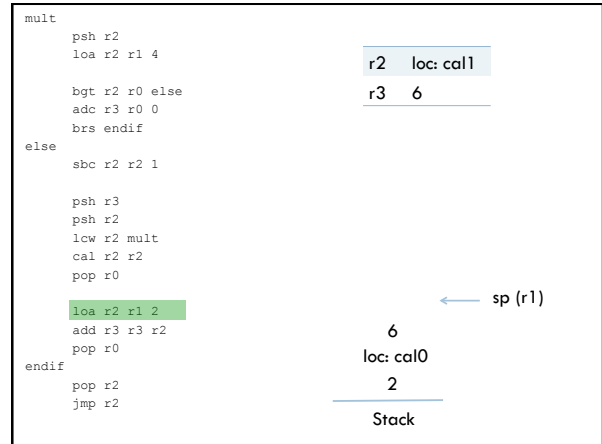 mult
psh r2
loa r2 r1 4
bgt r2 r0 else
adc r3 r0 0
brs endif
else
sbc r2 r2 1
psh r3
psh r2
lcw r2 mult
cal r2 r2
pop r0
loa r2 r1 2
add r3 r3 r2
pop r0
endif
pop r2
jmp r2
r2 loc: cal1
r3 6
sp (r1)
6
loc: cal0
2
Stack